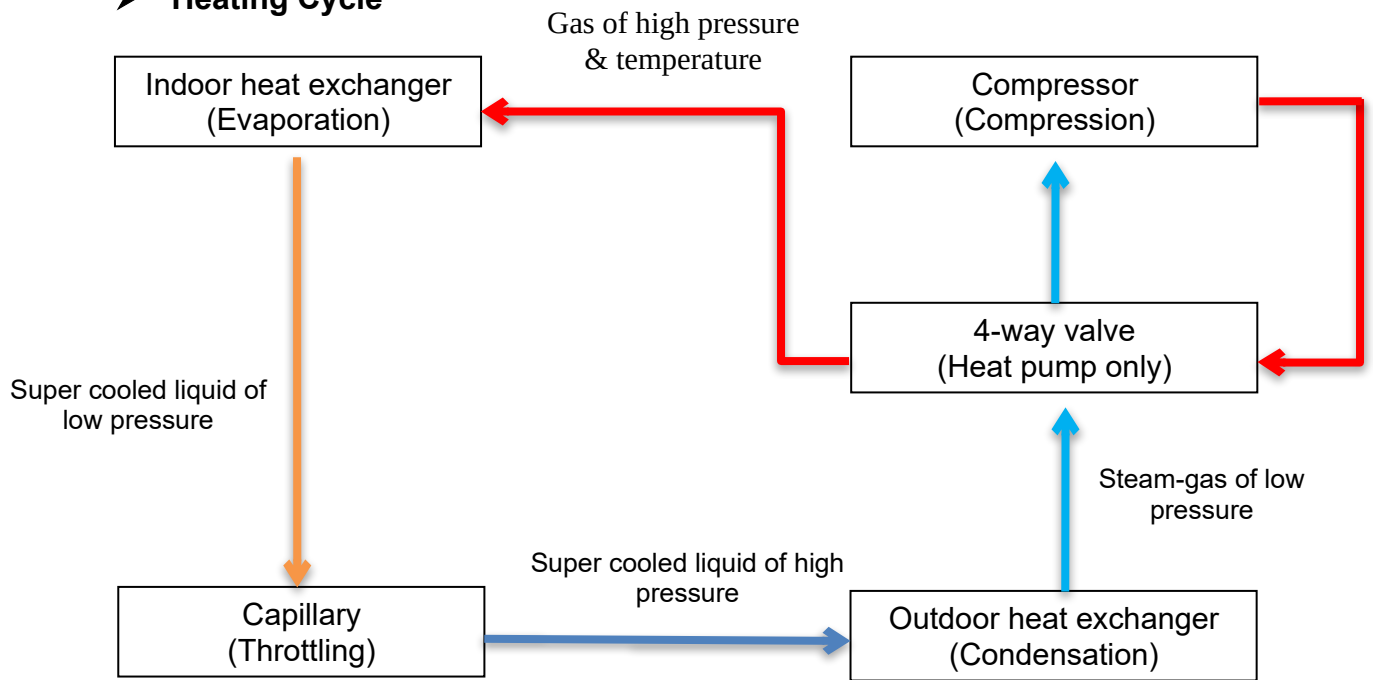 ➢ Heating Cycle
Gas of high pressure
& temperature
Indoor heat exchanger
(Evaporation)
Compressor
(Compression)
4-way valve
(Heat pump only)
Super cooled liquid of
low pressure
Steam-gas of low
pressure
Super cooled liquid of high
pressure
Capillary
(Throttling)
Outdoor heat exchanger
(Condensation)